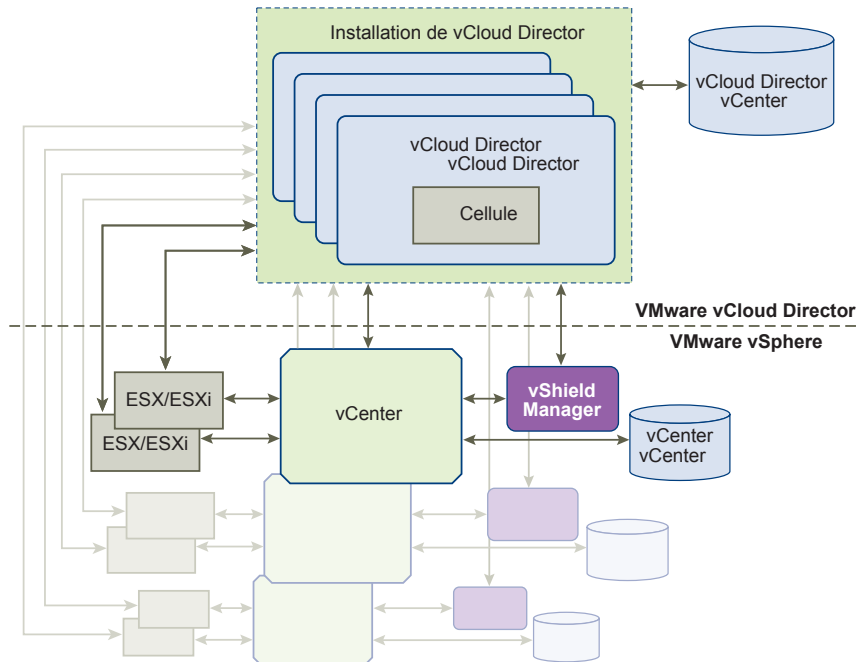 Installation de vCloud Director
vCloud Director
vCenter
vCloud Director
vCloud Director
Cellule
VMware vCloud Director
VMware vSphere
ESX/ESXi
ESX/ESXi
vCenter
vShield
Manager
vCenter
vCenter